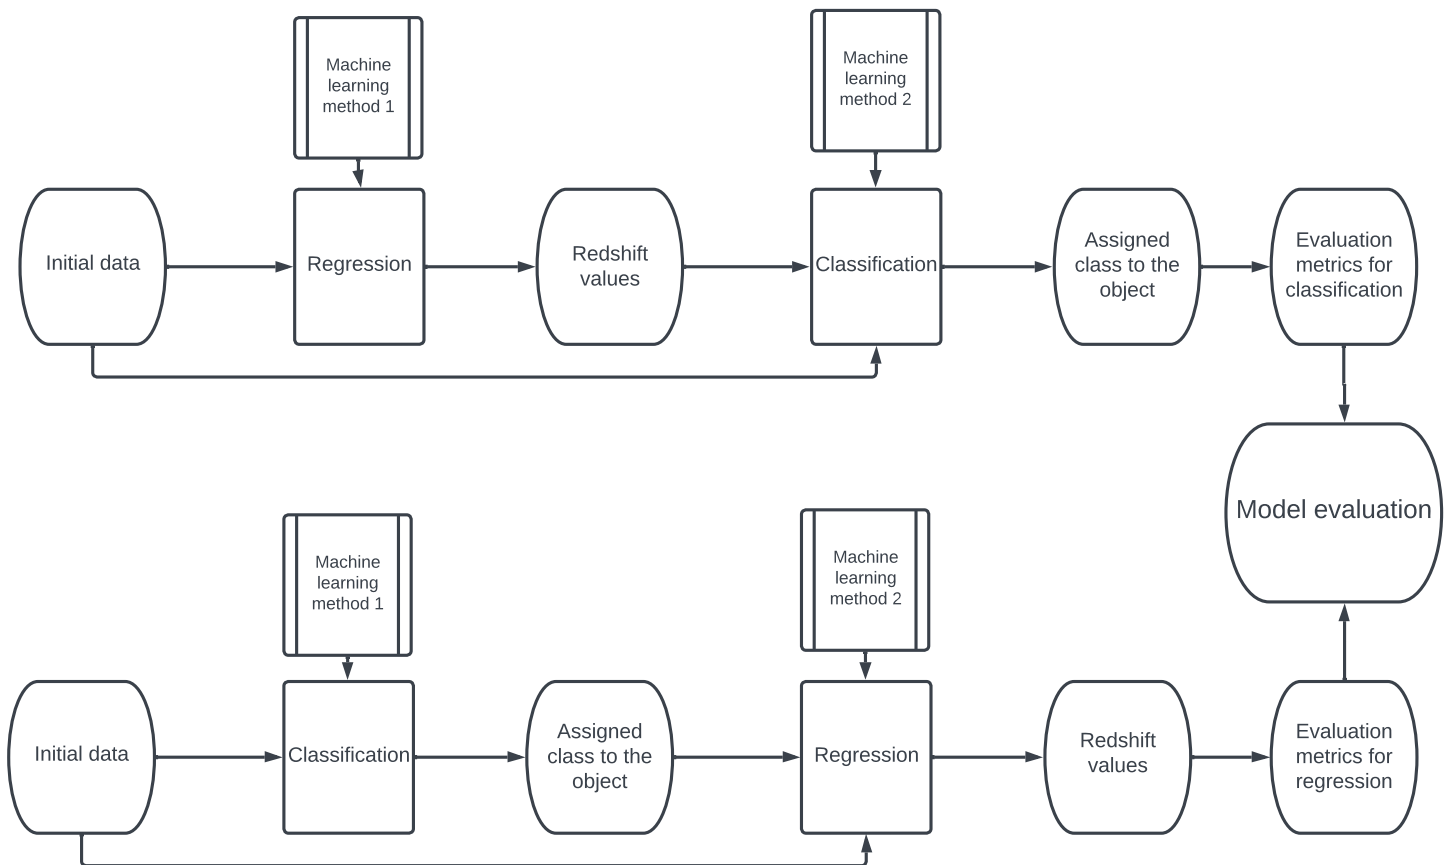 Machine
learning
method 1
Machine
learning
method 2
Initial data
Regression
Redshift
values
Classification
Assigned
class to the
object
Evaluation
metrics for
classification
Model evaluation
Machine
learning
method 1
Machine
learning
method 2
Initial data
Classification
Assigned
class to the
object
Regression
Redshift
values
Evaluation
metrics for
regression